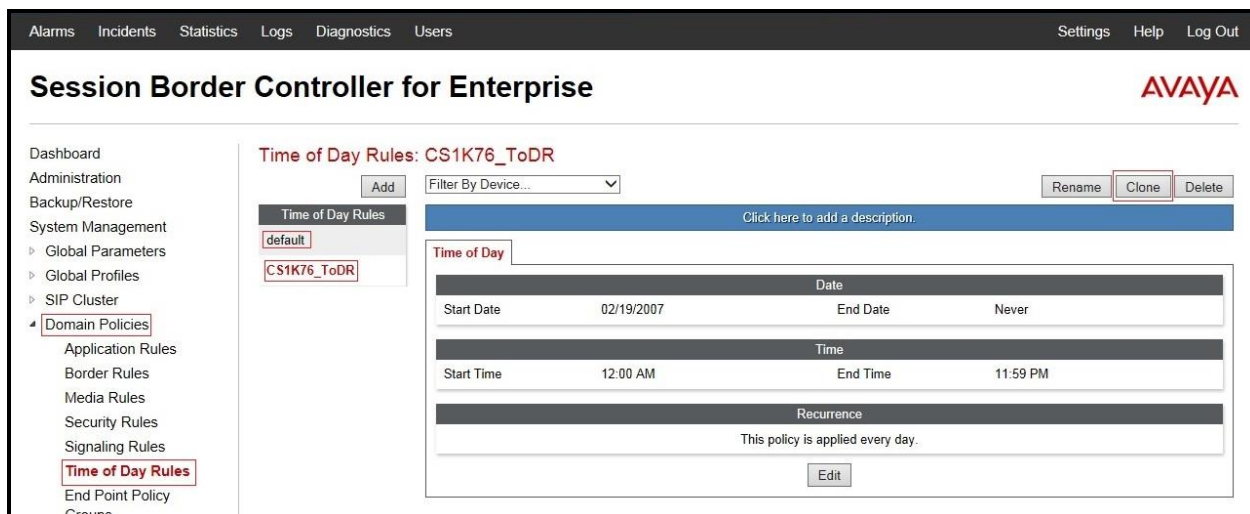 Alarms Incidents Statistics Logs Diagnostics Users Settings Help Log Out
Session Border Controller for Enterprise
AVAYA
Dashboard
Administration
Backup/Restore
System Management
Global Parameters
Global Profiles
SIP Cluster
Domain Policies
Application Rules
Border Rules
Media Rules
Security Rules
Signaling Rules
Time of Day Rules
End Point Policy
Groups
Time of Day Rules: CS1K76_ToDR
Add
Time of Day Rules
default
CS1K76_ToDR
Filter By Device...
Rename Clone Delete
Click here to add a description.
Time of Day
Date
Start Date 02/19/2007 End Date Never
Time
Start Time 12:00 AM End Time 11:59 PM
Recurrence
This policy is applied every day.
Edit